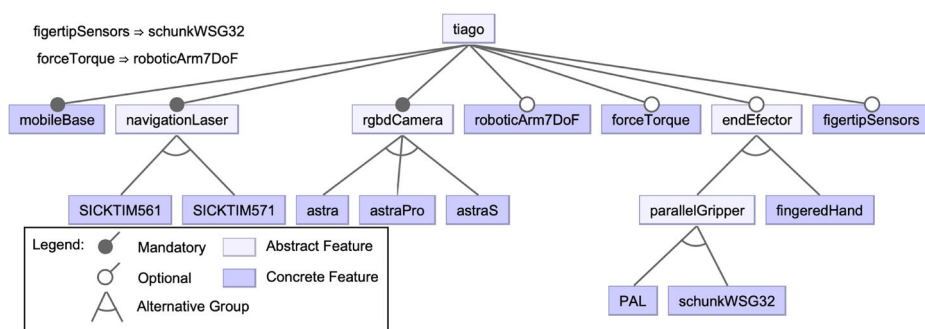 figertipSensors ⇒ schunkWSG32
tiago
forceTorque ⇒ roboticArm7DoF
mobileBase navigationLaser rgbdCamera roboticArm7DoF forceTorque endEfector figertipSensors
SICKTIM561 SICKTIM571 astra astraPro astraS parallelGripper fingeredHand
Legend: Mandatory Abstract Feature
Optional Concrete Feature
Alternative Group
PAL schunkWSG32